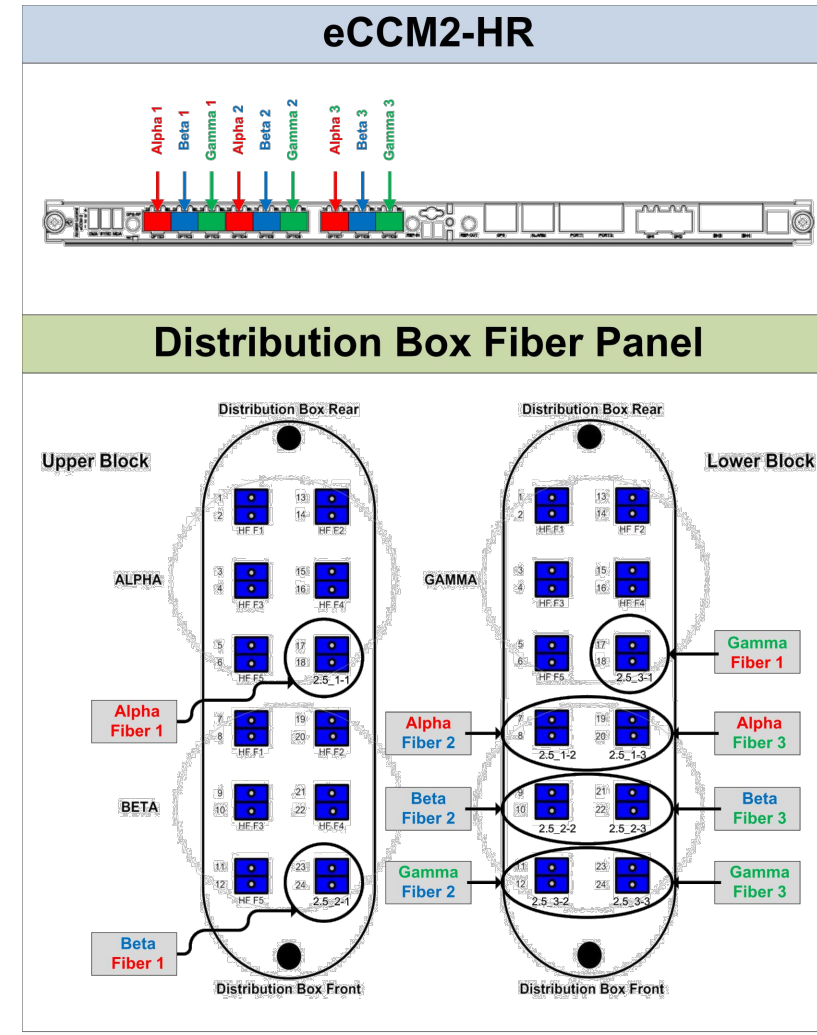 eCCM2-HR
Alpha 1
Beta 1
Gamma 1
Alpha 2
Beta 2
Gamma 2
Alpha 3
Beta 3
Gamma 3
REF-IN
REF-OUT
ALARM
Distribution Box Fiber Panel
Distribution Box Rear
Distribution Box Rear
Upper Block
Lower Block
1 13
2 14
HF F1 HF F2
ALPHA
3 15
4 16
HF F3 HF F4
5 17
6 18
HF F5 2.5_1-1
Alpha
Fiber 1
7 19
8 20
HF F1 HF F2
BETA
9 21
10 22
HF F3 HF F4
11 23
12 24
HF F5 2.5_2-1
Beta
Fiber 1
Distribution Box Front
1 13
2 14
HF F1 HF F2
GAMMA
3 15
4 16
HF F3 HF F4
5 17
6 18
HF F5 2.5_3-1
Gamma
Fiber 1
Alpha
Fiber 2
7 19
8 20
2.5_1-2 2.5_1-3
Alpha
Fiber 3
Beta
Fiber 2
9 21
10 22
2.5_2-2 2.5_2-3
Beta
Fiber 3
Gamma
Fiber 2
11 23
12 24
2.5_3-2 2.5_3-3
Gamma
Fiber 3
Distribution Box Front